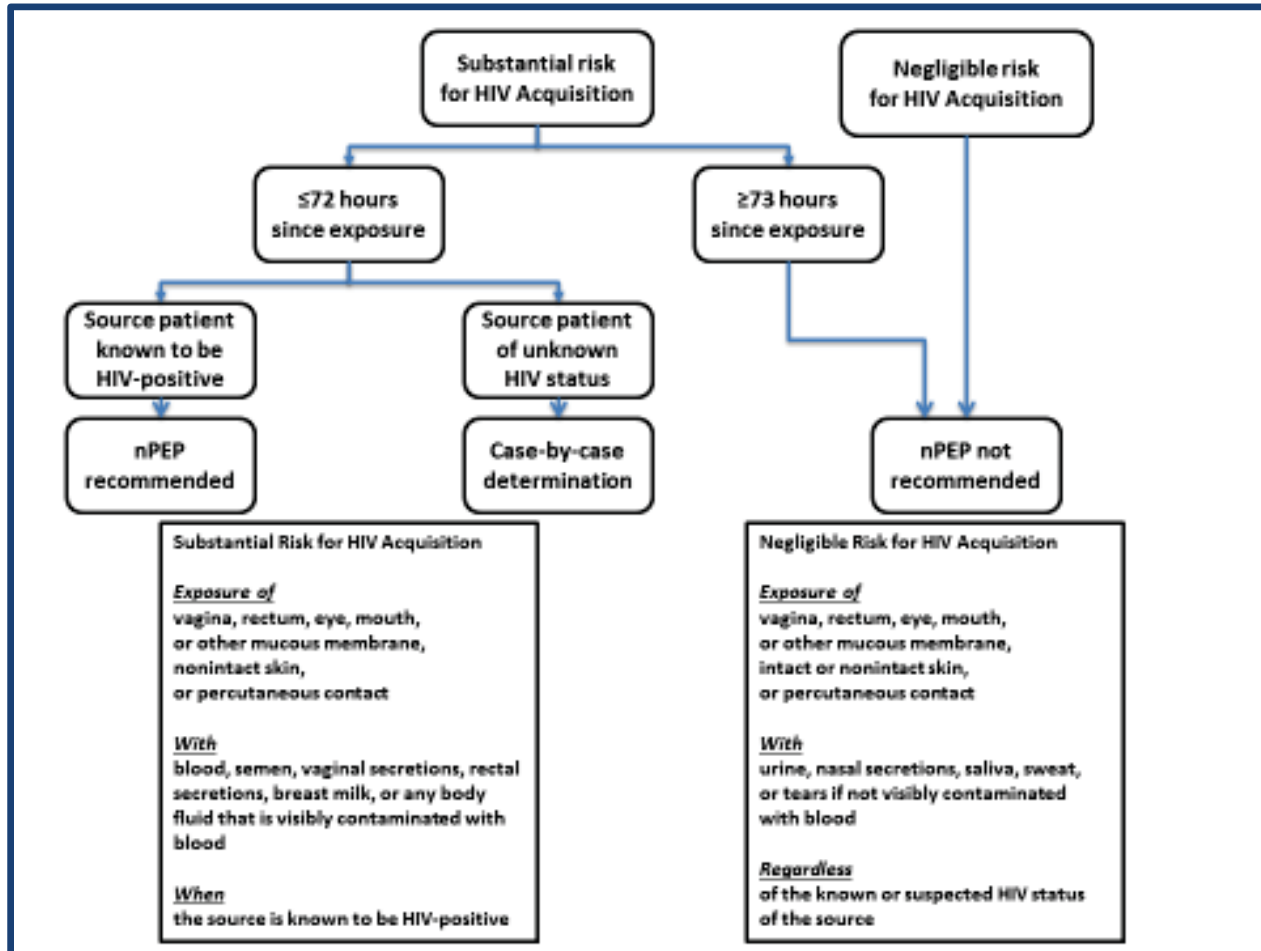 Substantial risk
for HIV Acquisition
Negligible risk
for HIV Acquisition
≤72 hours
since exposure
≥73 hours
since exposure
Source patient
known to be
HIV-positive
Source patient
of unknown
HIV status
nPEP
recommended
Case-by-case
determination
nPEP not
recommended
Substantial Risk for HIV Acquisition
Exposure of
vagina, rectum, eye, mouth,
or other mucous membrane,
nonintact skin,
or percutaneous contact
With
blood, semen, vaginal secretions, rectal
secretions, breast milk, or any body
fluid that is visibly contaminated with
blood
When
the source is known to be HIV-positive
Negligible Risk for HIV Acquisition
Exposure of
vagina, rectum, eye, mouth,
or other mucous membrane,
intact or nonintact skin,
or percutaneous contact
With
urine, nasal secretions, saliva, sweat,
or tears if not visibly contaminated
with blood
Regardless
of the known or suspected HIV status
of the source